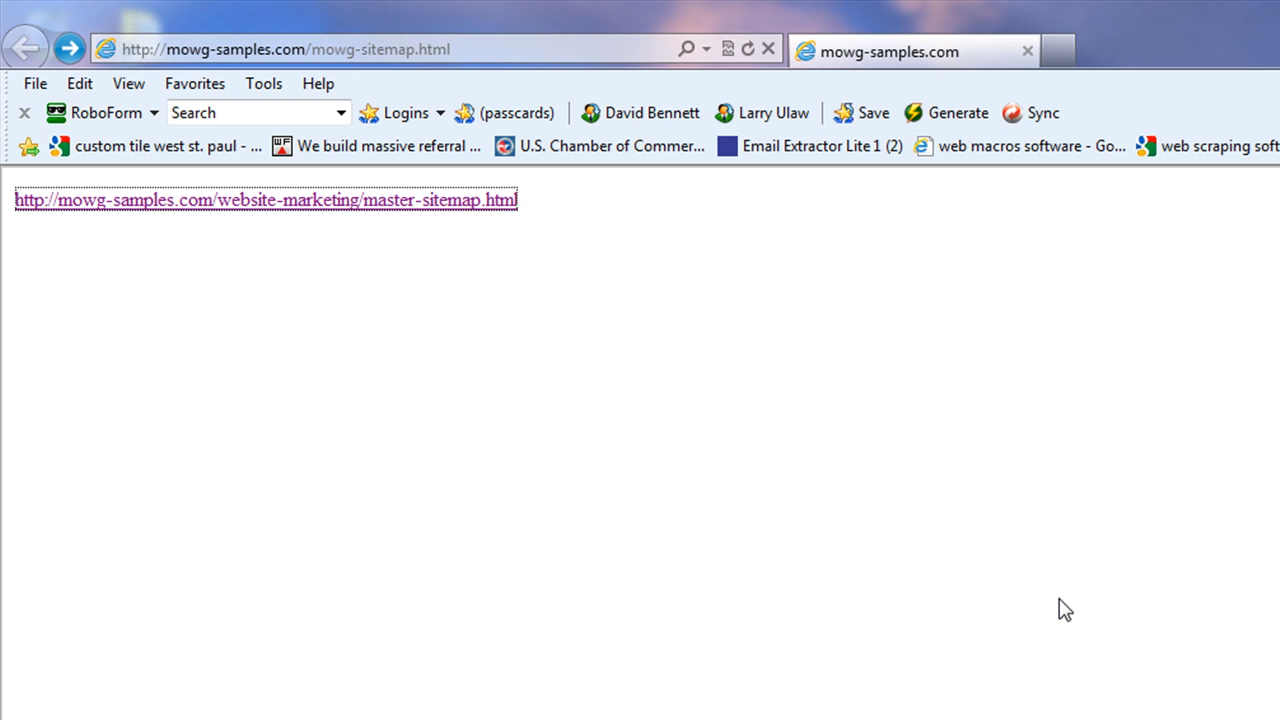 http://mowg-samples.com/mowg-sitemap.html
mowg-samples.com
File Edit View Favorites Tools Help
RoboForm Search Logins (passcards) David Bennett Larry Ulaw Save Generate Sync
custom tile west st. paul - ... We build massive referral ... U.S. Chamber of Commer... Email Extractor Lite 1 (2) web macros software - Go... web scraping soft
http://mowg-samples.com/website-marketing/master-sitemap.html